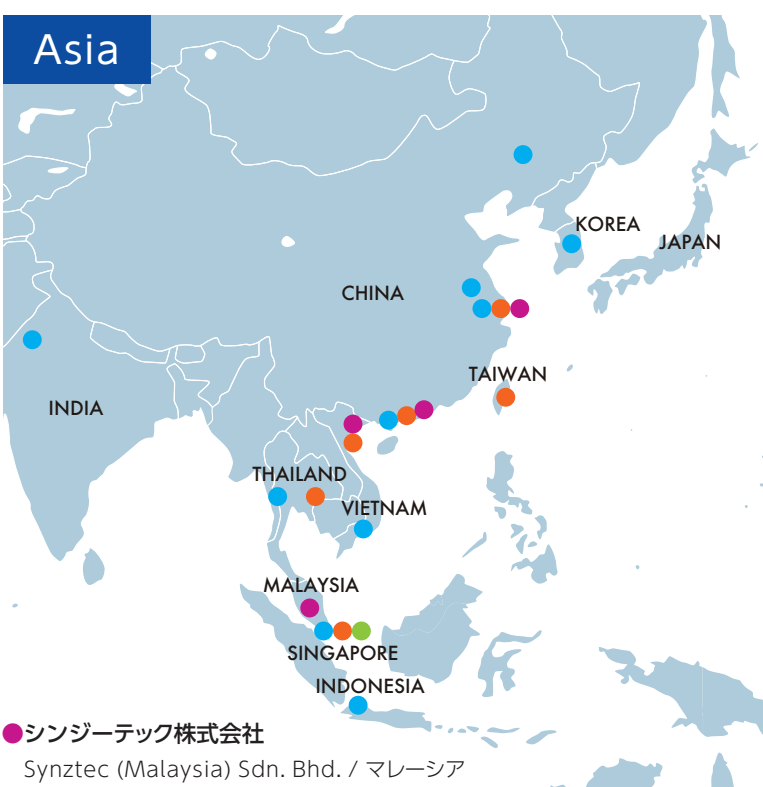 Asia
KOREA
JAPAN
CHINA
TAIWAN
INDIA
THAILAND
VIETNAM
MALAYSIA
SINGAPORE
INDONESIA
シンジーテック株式会社
Synztec (Malaysia) Sdn. Bhd. / マレーシア